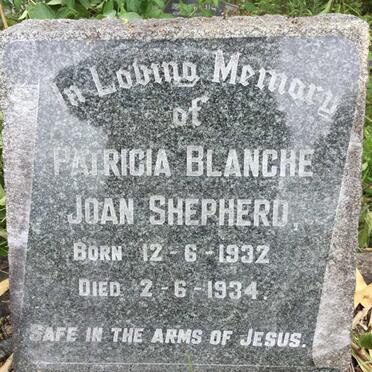 In Loving Memory
of
PATRICIA BLANCHE
JOAN SHEPHERD,
BORN 12-6-1932
DIED 2-6-1934.
SAFE IN THE ARMS OF JESUS.